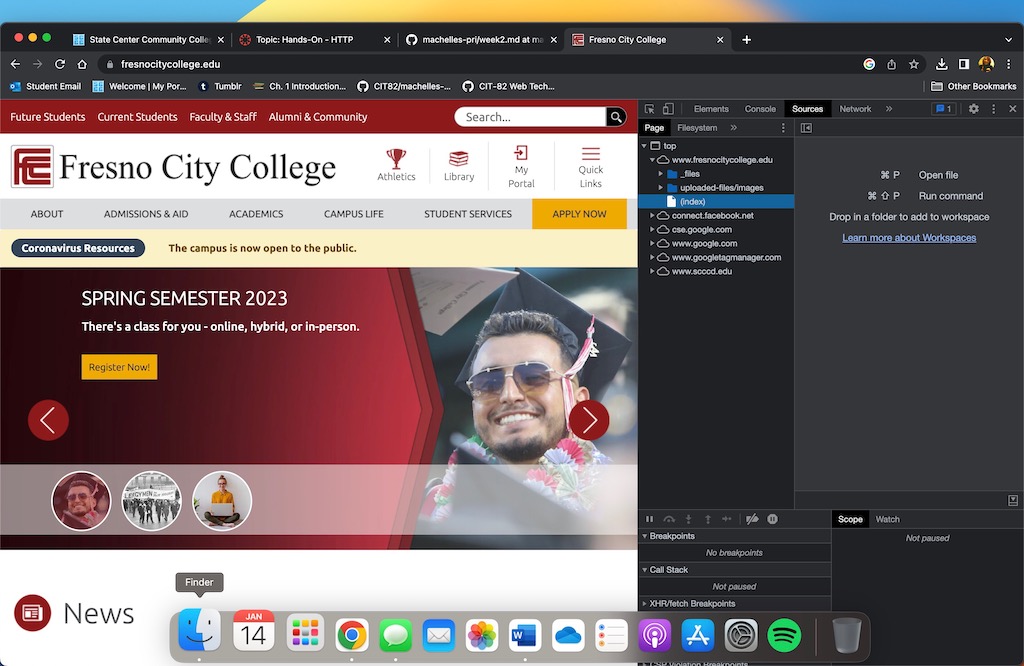 State Center Community Colle
Topic: Hands-On - HTTP
machelles-prj/week2.md at ma
Fresno City College
fresnocitycollege.edu
Student Email
Welcome | My Por...
Tumblr
Ch. 1 Introduction...
CIT82/machelles-...
CIT-82 Web Tech...
Other Bookmarks
Future Students
Current Students
Faculty & Staff
Alumni & Community
Search...
Fresno City College
Athletics
Library
My Portal
Quick Links
ABOUT
ADMISSIONS & AID
ACADEMICS
CAMPUS LIFE
STUDENT SERVICES
APPLY NOW
Coronavirus Resources
The campus is now open to the public.
SPRING SEMESTER 2023
There's a class for you - online, hybrid, or in-person.
Register Now!
News
Elements
Console
Sources
Network
»
1
Page
Filesystem
»
top
www.fresnocitycollege.edu
_files
uploaded-files/images
(index)
connect.facebook.net
cse.google.com
www.google.com
www.googletagmanager.com
www.scccd.edu
⌘ P Open file
⌘ ⇧ P Run command
Drop in a folder to add to workspace
Learn more about Workspaces
Breakpoints
No breakpoints
Call Stack
Not paused
XHR/fetch Breakpoints
CSP Violation Breakpoints
Scope
Watch
Not paused
Finder
JAN
14